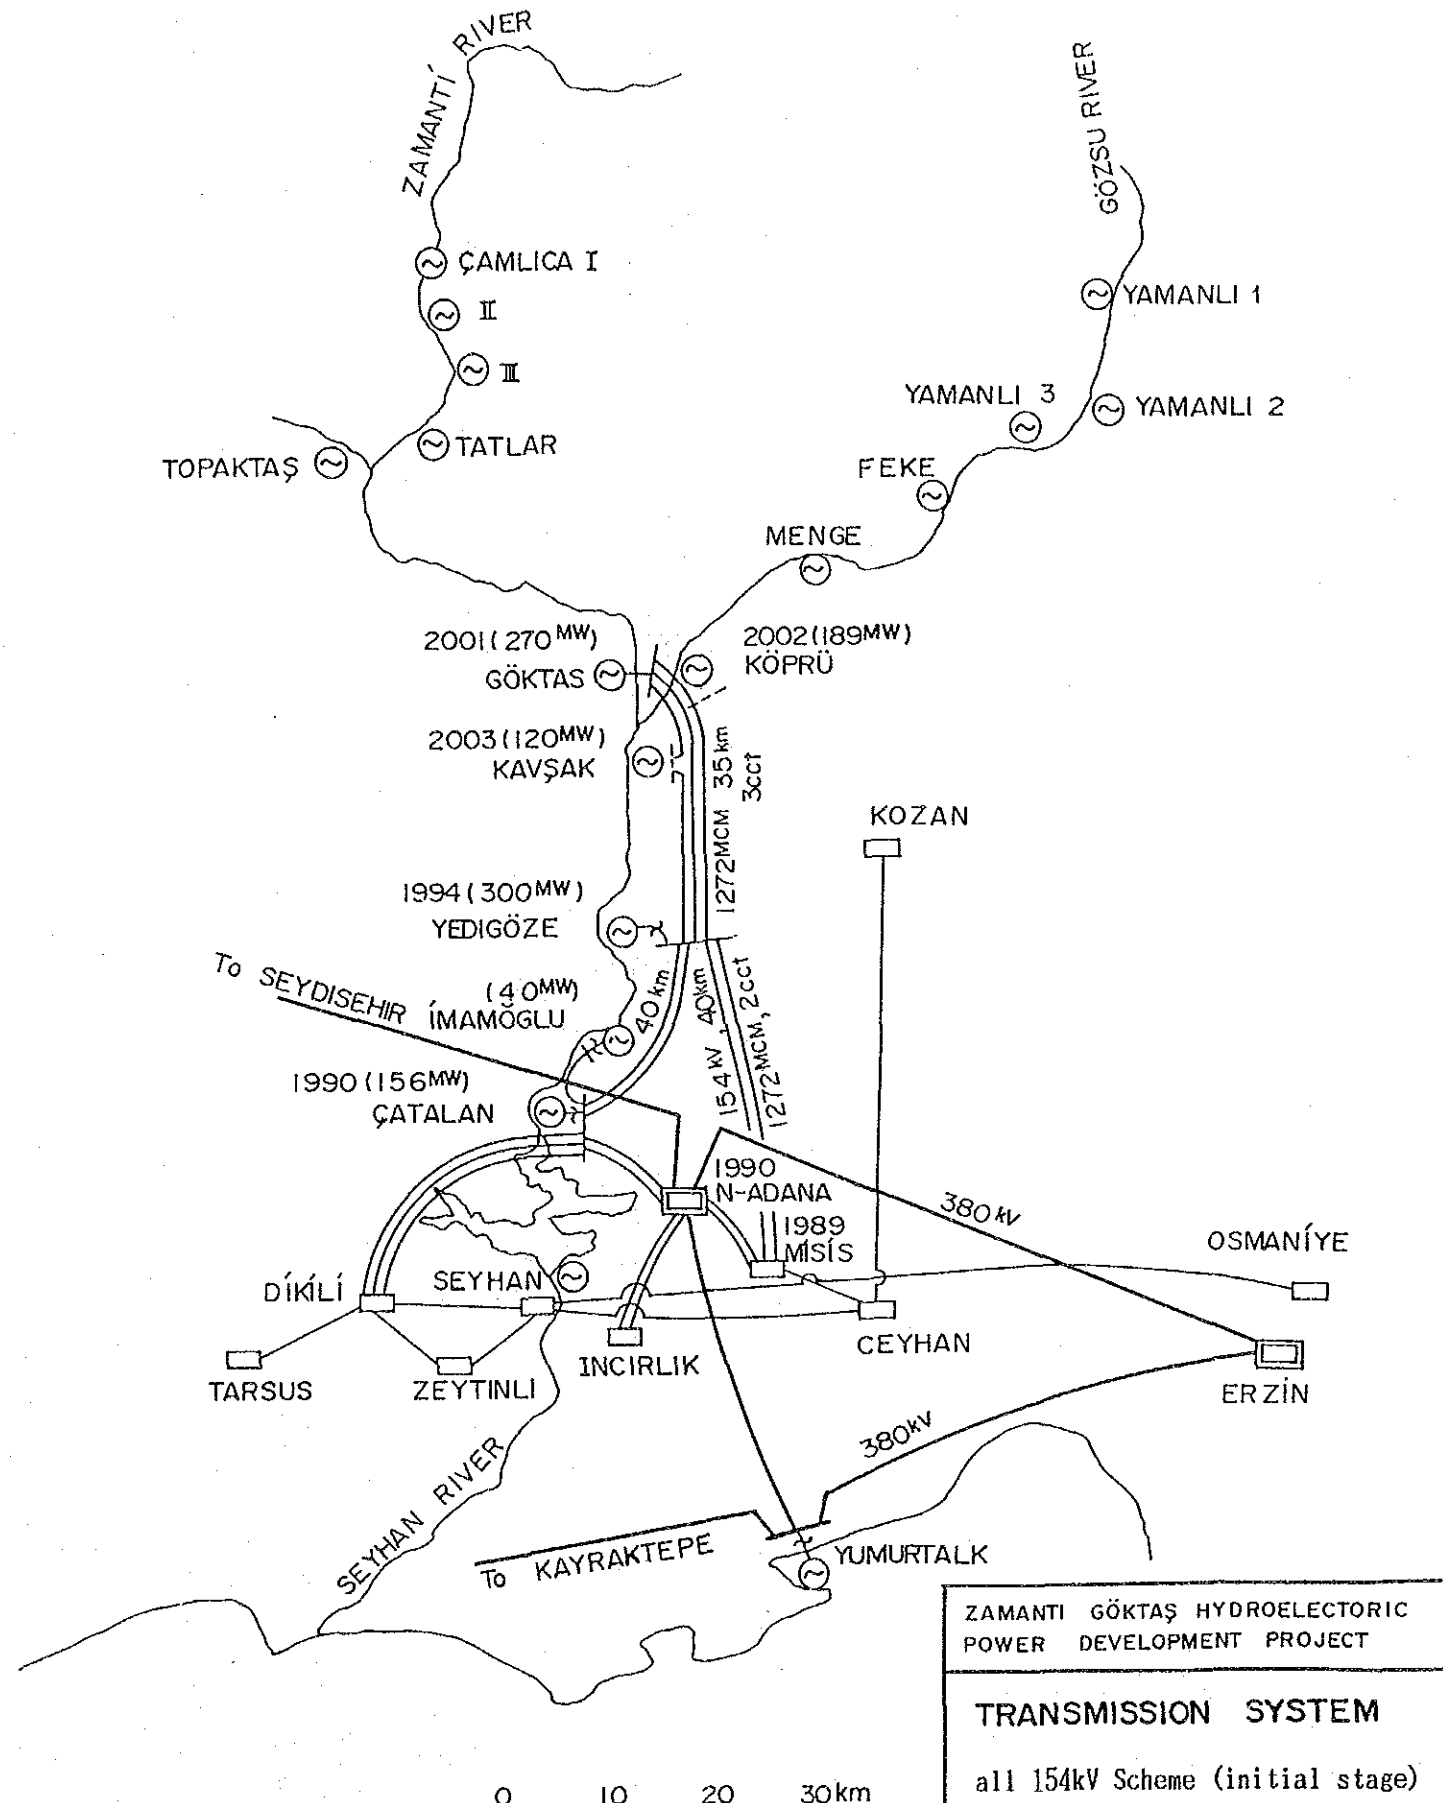 ZAMANTİ RIVER
GÖZSU RIVER
ÇAMLICA I
II
III
YAMANLI 1
YAMANLI 3
YAMANLI 2
TATLAR
TOPAKTAŞ
FEKE
MENGE
2001(270MW)
GÖKTAS
2002(189MW)
KÖPRÜ
2003(120MW)
KAVŞAK
1272MCM 35km
3cct
KOZAN
1994(300MW)
YEDIGÖZE
To SEYDISEHIR
(40MW)
İMAMÖĞLU
40km
154kV, 40km
1272MCM, 2cct
1990(156MW)
ÇATALAN
1990
N-ADANA
380kV
1989
MİSİS
OSMANİYE
DİKİLİ
SEYHAN
CEYHAN
INCIRLIK
TARSUS
ZEYTINLİ
ERZİN
380kV
SEYHAN RIVER
To KAYRAKTEPE
YUMURTALK
ZAMANTI GÖKTAŞ HYDROELECTORIC
POWER DEVELOPMENT PROJECT
TRANSMISSION SYSTEM
all 154kV Scheme (initial stage)
0 10 20 30km